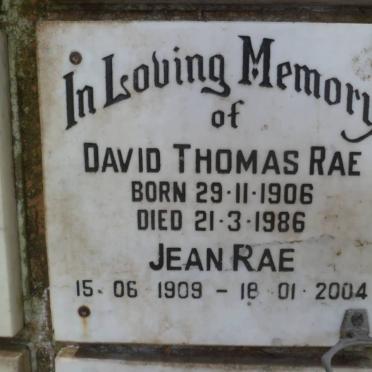 In Loving Memory
of
DAVID THOMAS RAE
BORN 29·11·1906
DIED 21·3·1986
JEAN RAE
15·06 1909 - 18 01·2004